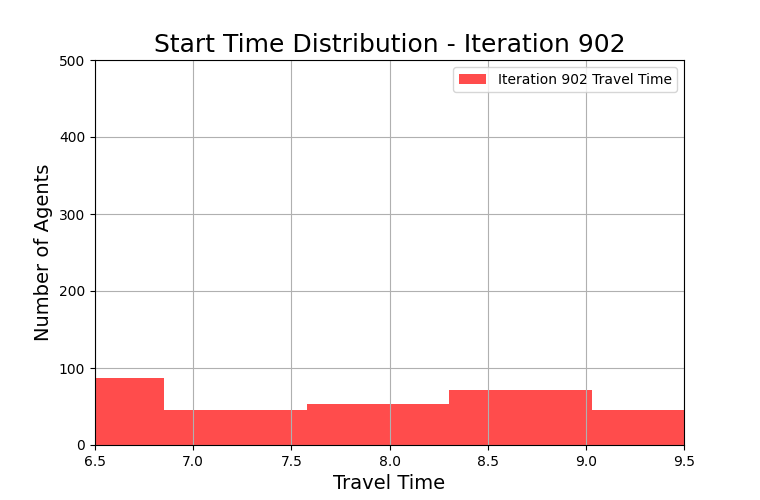 Start Time Distribution - Iteration 902
Iteration 902 Travel Time
Number of Agents
500
400
300
200
100
0
6.5 7.0 7.5 8.0 8.5 9.0 9.5
Travel Time